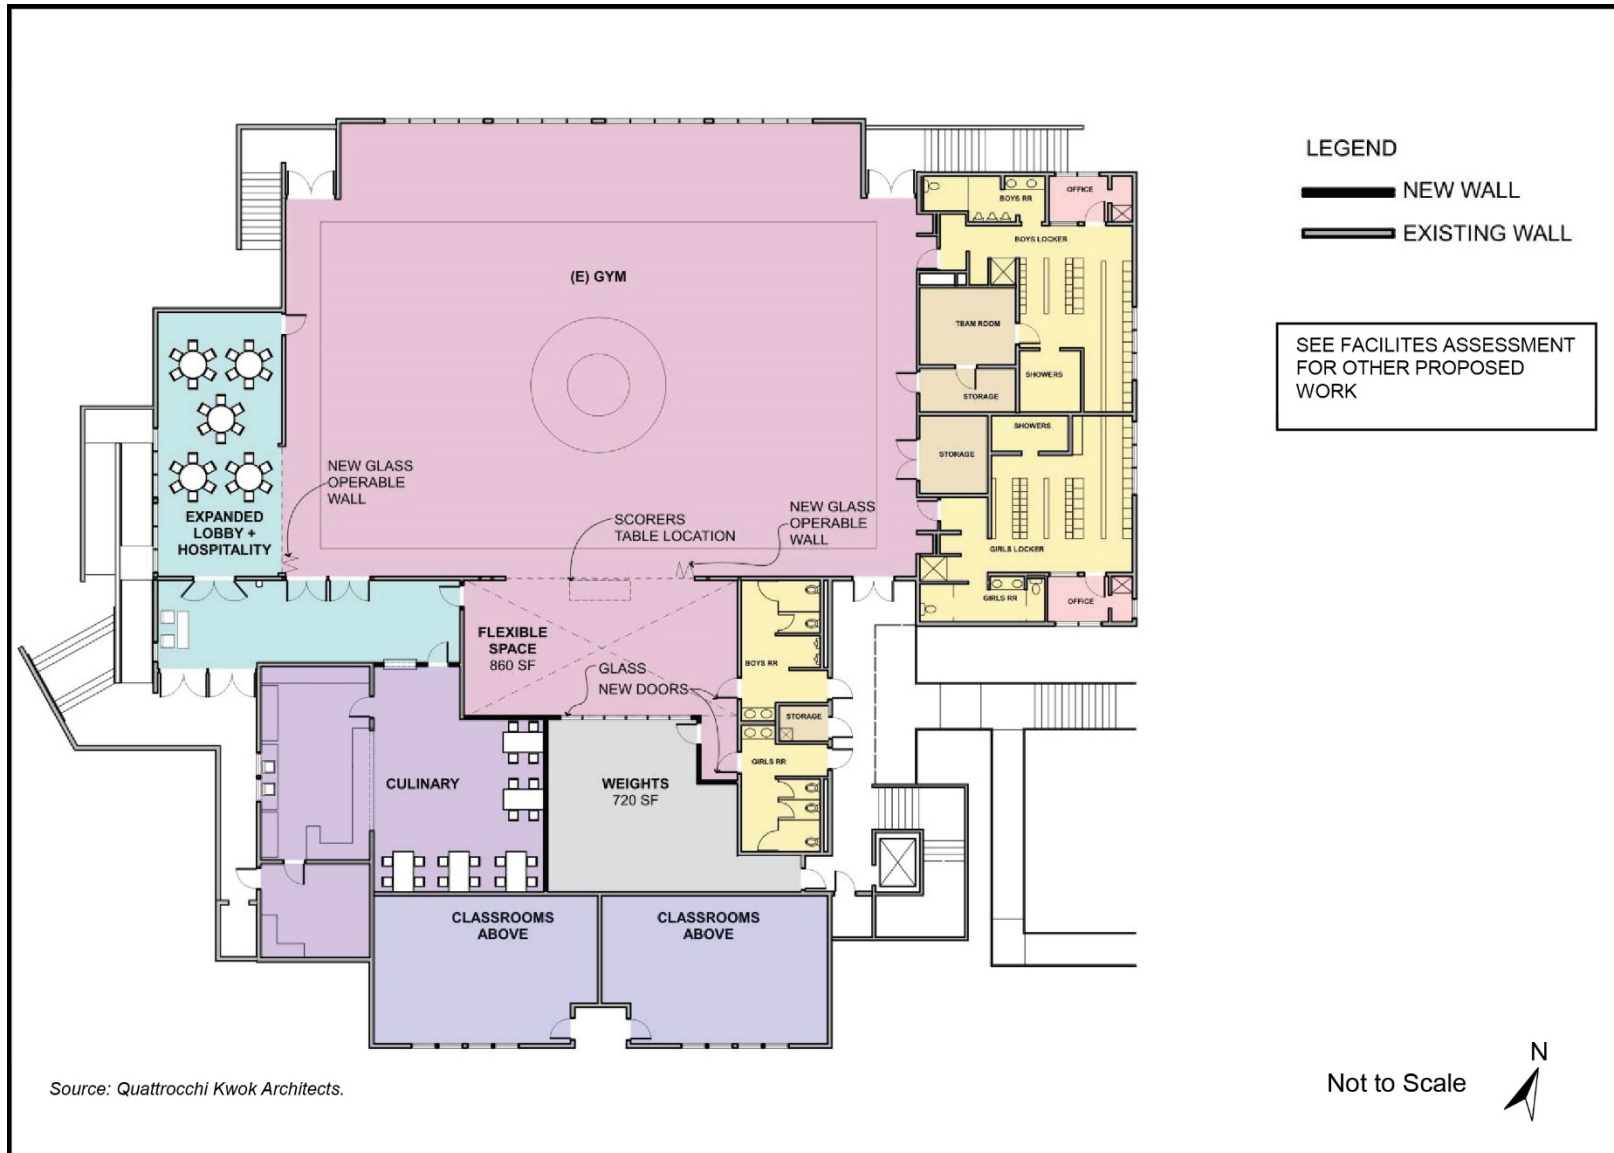 LEGEND
NEW WALL
EXISTING WALL
SEE FACILITES ASSESSMENT
FOR OTHER PROPOSED
WORK
BOYS RR
OFFICE
BOYS LOCKER
(E) GYM
TEAM ROOM
SHOWERS
STORAGE
SHOWERS
STORAGE
NEW GLASS
OPERABLE
WALL
EXPANDED
LOBBY +
HOSPITALITY
SCORERS
TABLE LOCATION
NEW GLASS
OPERABLE
WALL
GIRLS LOCKER
GIRLS RR
OFFICE
FLEXIBLE
SPACE
860 SF
GLASS
NEW DOORS
BOYS RR
STORAGE
GIRLS RR
CULINARY
WEIGHTS
720 SF
CLASSROOMS
ABOVE
CLASSROOMS
ABOVE
Source: Quattrocchi Kwok Architects.
Not to Scale
N